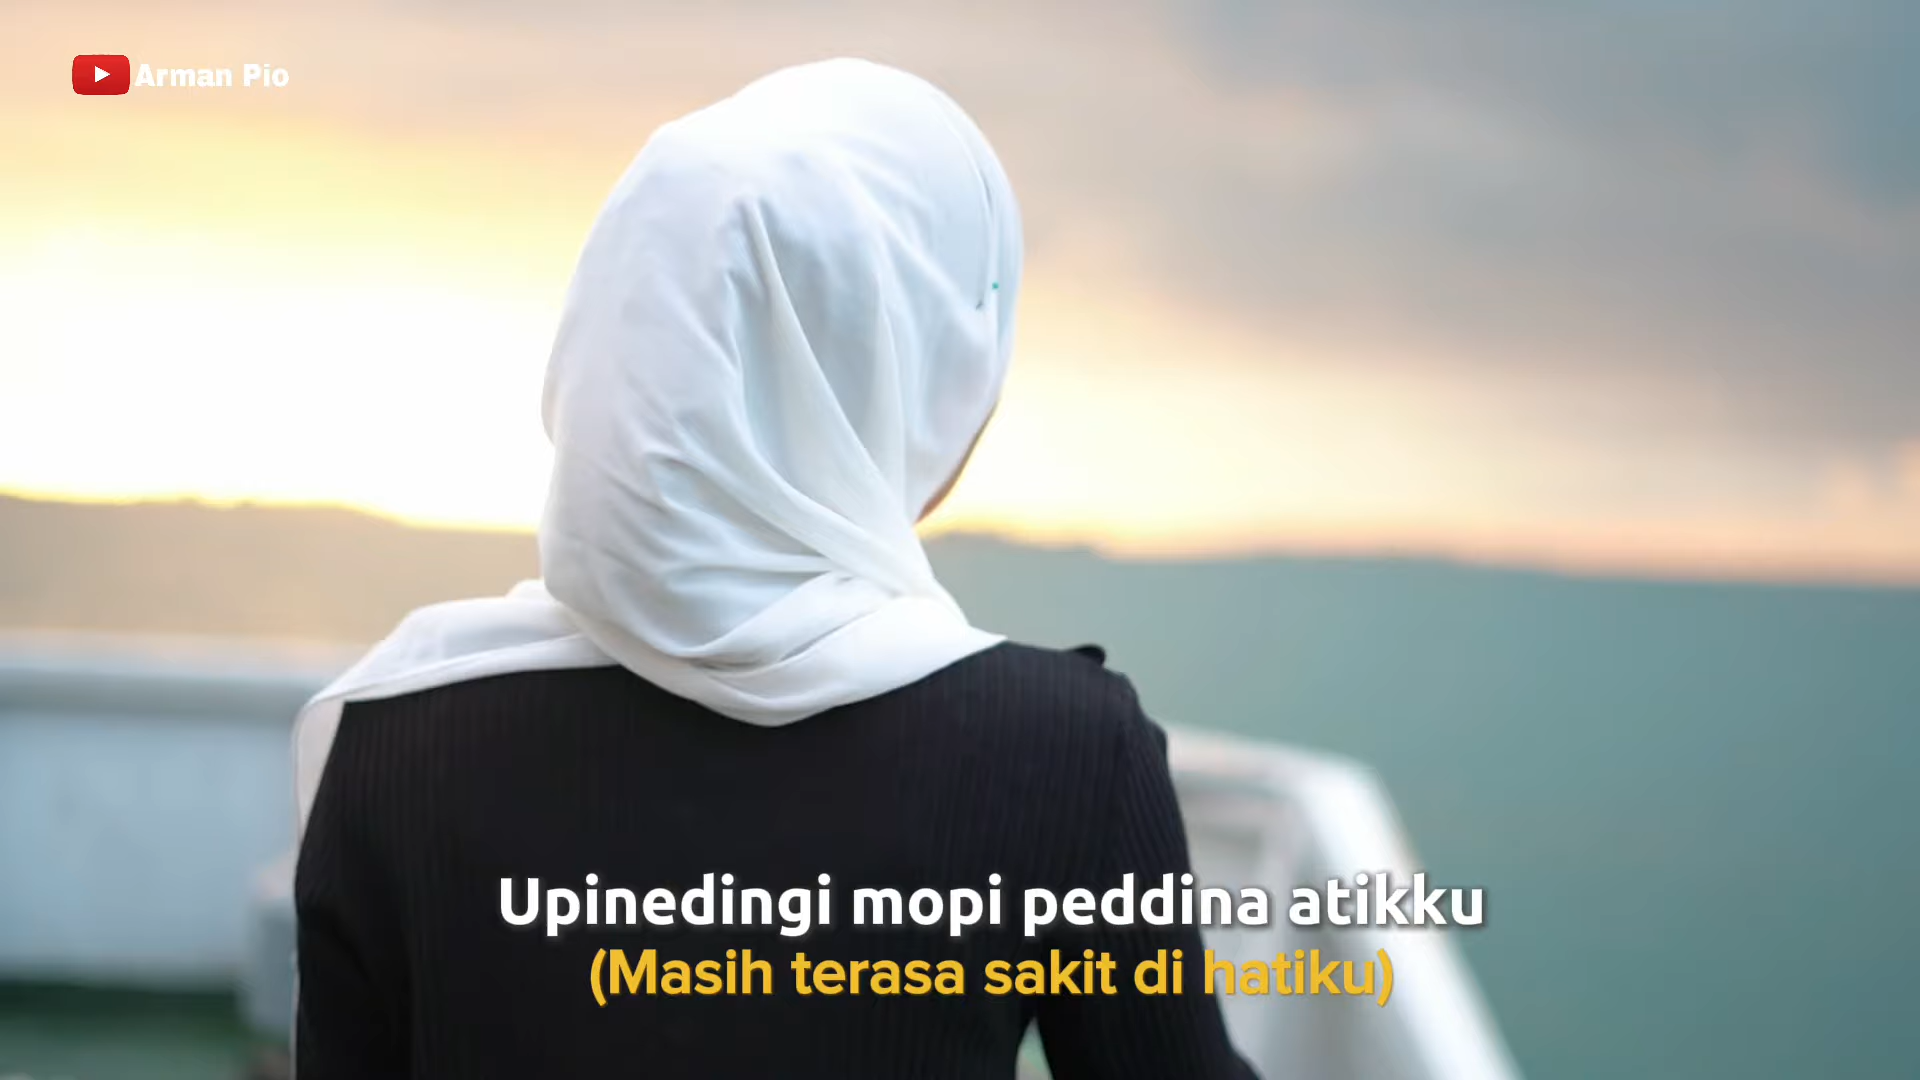 Arman Pio
Upinedingi mopi peddina atikku
(Masih terasa sakit di hatiku)